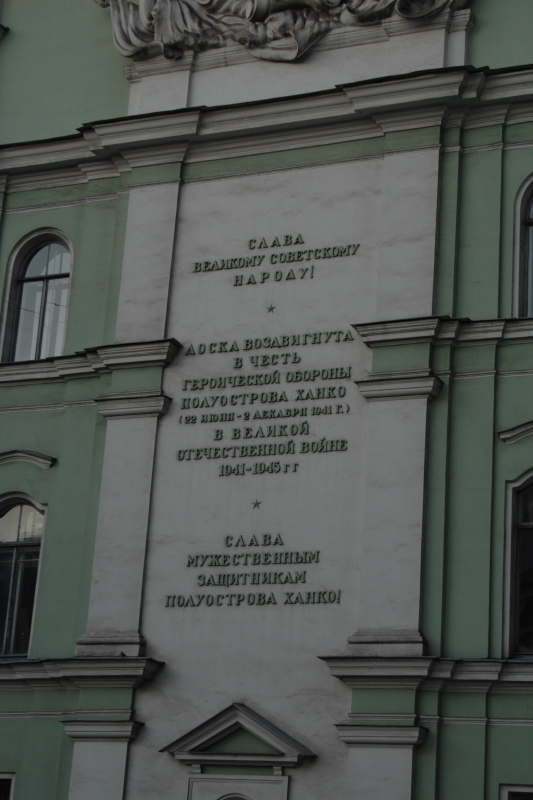 СЛАВА
ВЕЛИКОМУ СОВЕТСКОМУ
НАРОДУ!
ДОСКА ВОЗДВИГНУТА
В ЧЕСТЬ
ГЕРОИЧЕСКОЙ ОБОРОНЫ
ПОЛУОСТРОВА ХАНКО
(22 ИЮНЯ-2 ДЕКАБРЯ 1941 Г.)
В ВЕЛИКОЙ
ОТЕЧЕСТВЕННОЙ ВОЙНЕ
1941-1945 г г
СЛАВА
МУЖЕСТВЕННЫМ
ЗАЩИТНИКАМ
ПОЛУОСТРОВА ХАНКО!